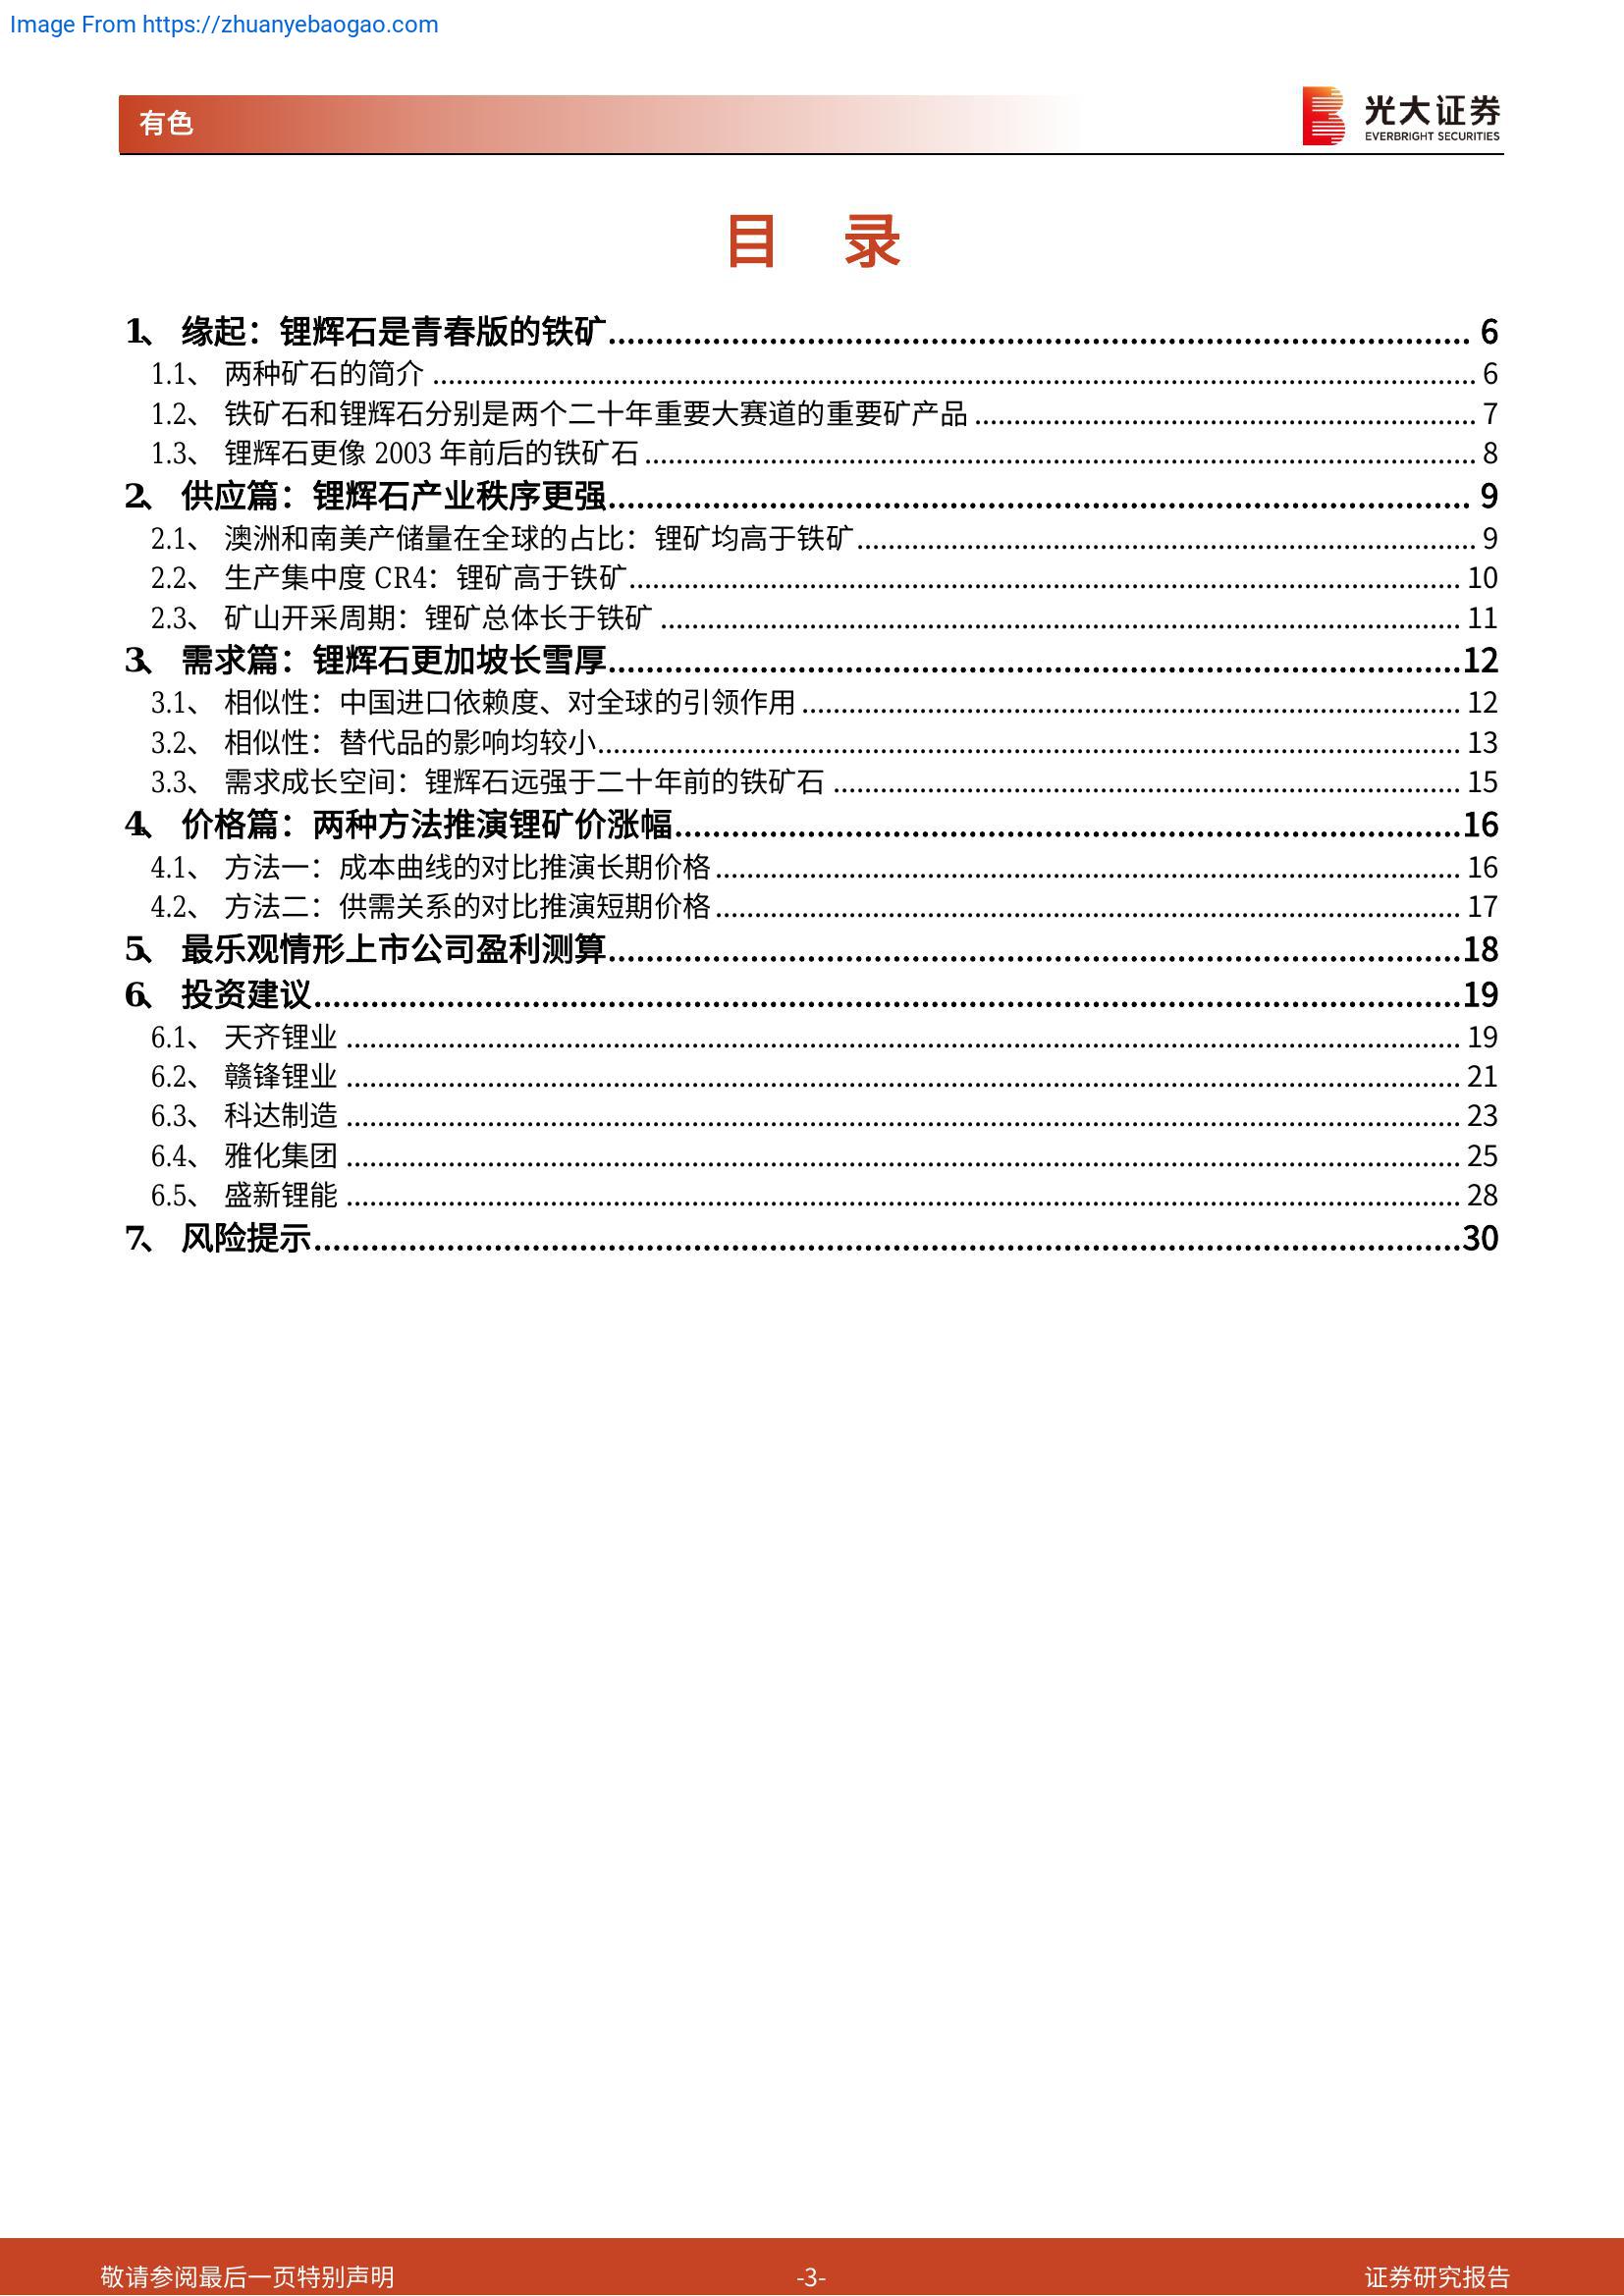 Image From https://zhuanyebaogao.com
有色
光大证券
EVERBRIGHT SECURITIES
目 录
1、 缘起：锂辉石是青春版的铁矿 6
1.1、 两种矿石的简介 6
1.2、 铁矿石和锂辉石分别是两个二十年重要大赛道的重要矿产品 7
1.3、 锂辉石更像 2003 年前后的铁矿石 8
2、 供应篇：锂辉石产业秩序更强 9
2.1、 澳洲和南美产储量在全球的占比：锂矿均高于铁矿 9
2.2、 生产集中度 CR4：锂矿高于铁矿 10
2.3、 矿山开采周期：锂矿总体长于铁矿 11
3、 需求篇：锂辉石更加坡长雪厚 12
3.1、 相似性：中国进口依赖度、对全球的引领作用 12
3.2、 相似性：替代品的影响均较小 13
3.3、 需求成长空间：锂辉石远强于二十年前的铁矿石 15
4、 价格篇：两种方法推演锂矿价涨幅 16
4.1、 方法一：成本曲线的对比推演长期价格 16
4.2、 方法二：供需关系的对比推演短期价格 17
5、 最乐观情形上市公司盈利测算 18
6、 投资建议 19
6.1、 天齐锂业 19
6.2、 赣锋锂业 21
6.3、 科达制造 23
6.4、 雅化集团 25
6.5、 盛新锂能 28
7、 风险提示 30
敬请参阅最后一页特别声明 -3- 证券研究报告